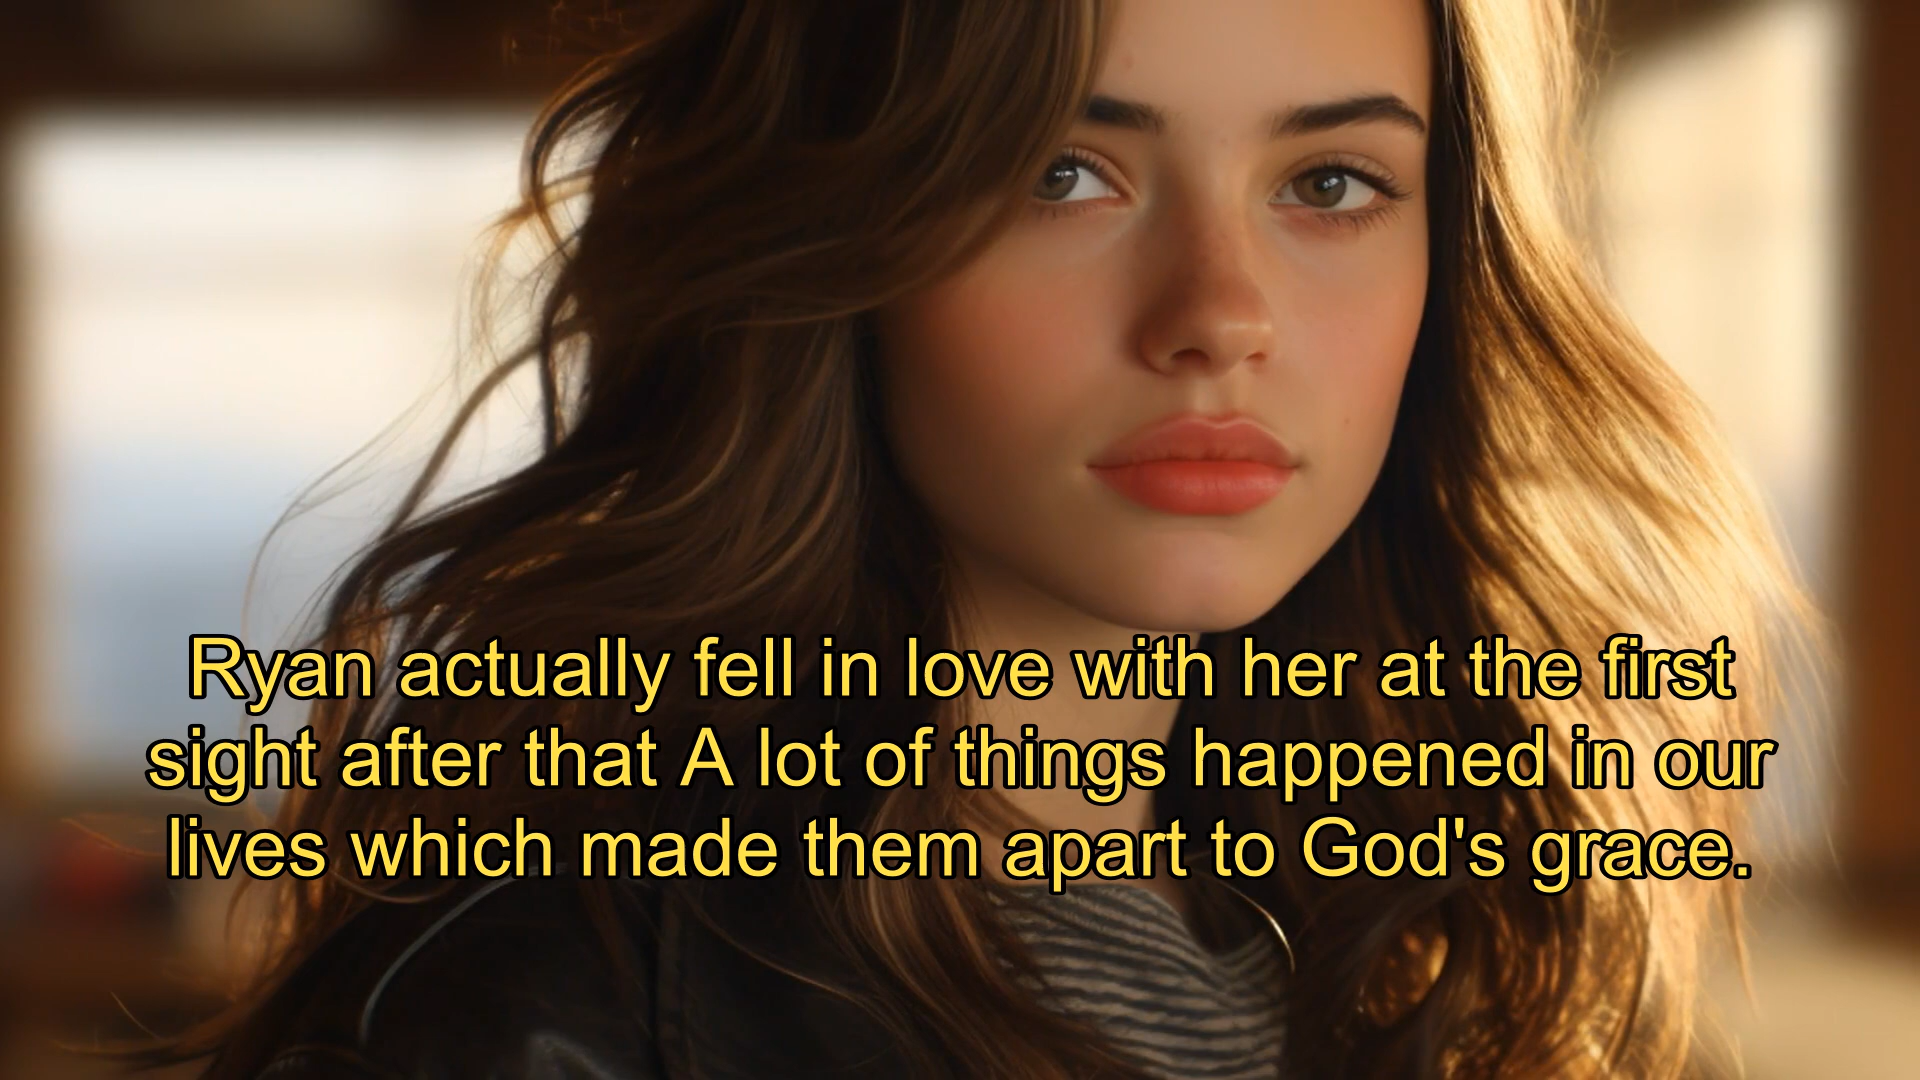 Ryan actually fell in love with her at the first
sight after that A lot of things happened in our
lives which made them apart to God's grace.